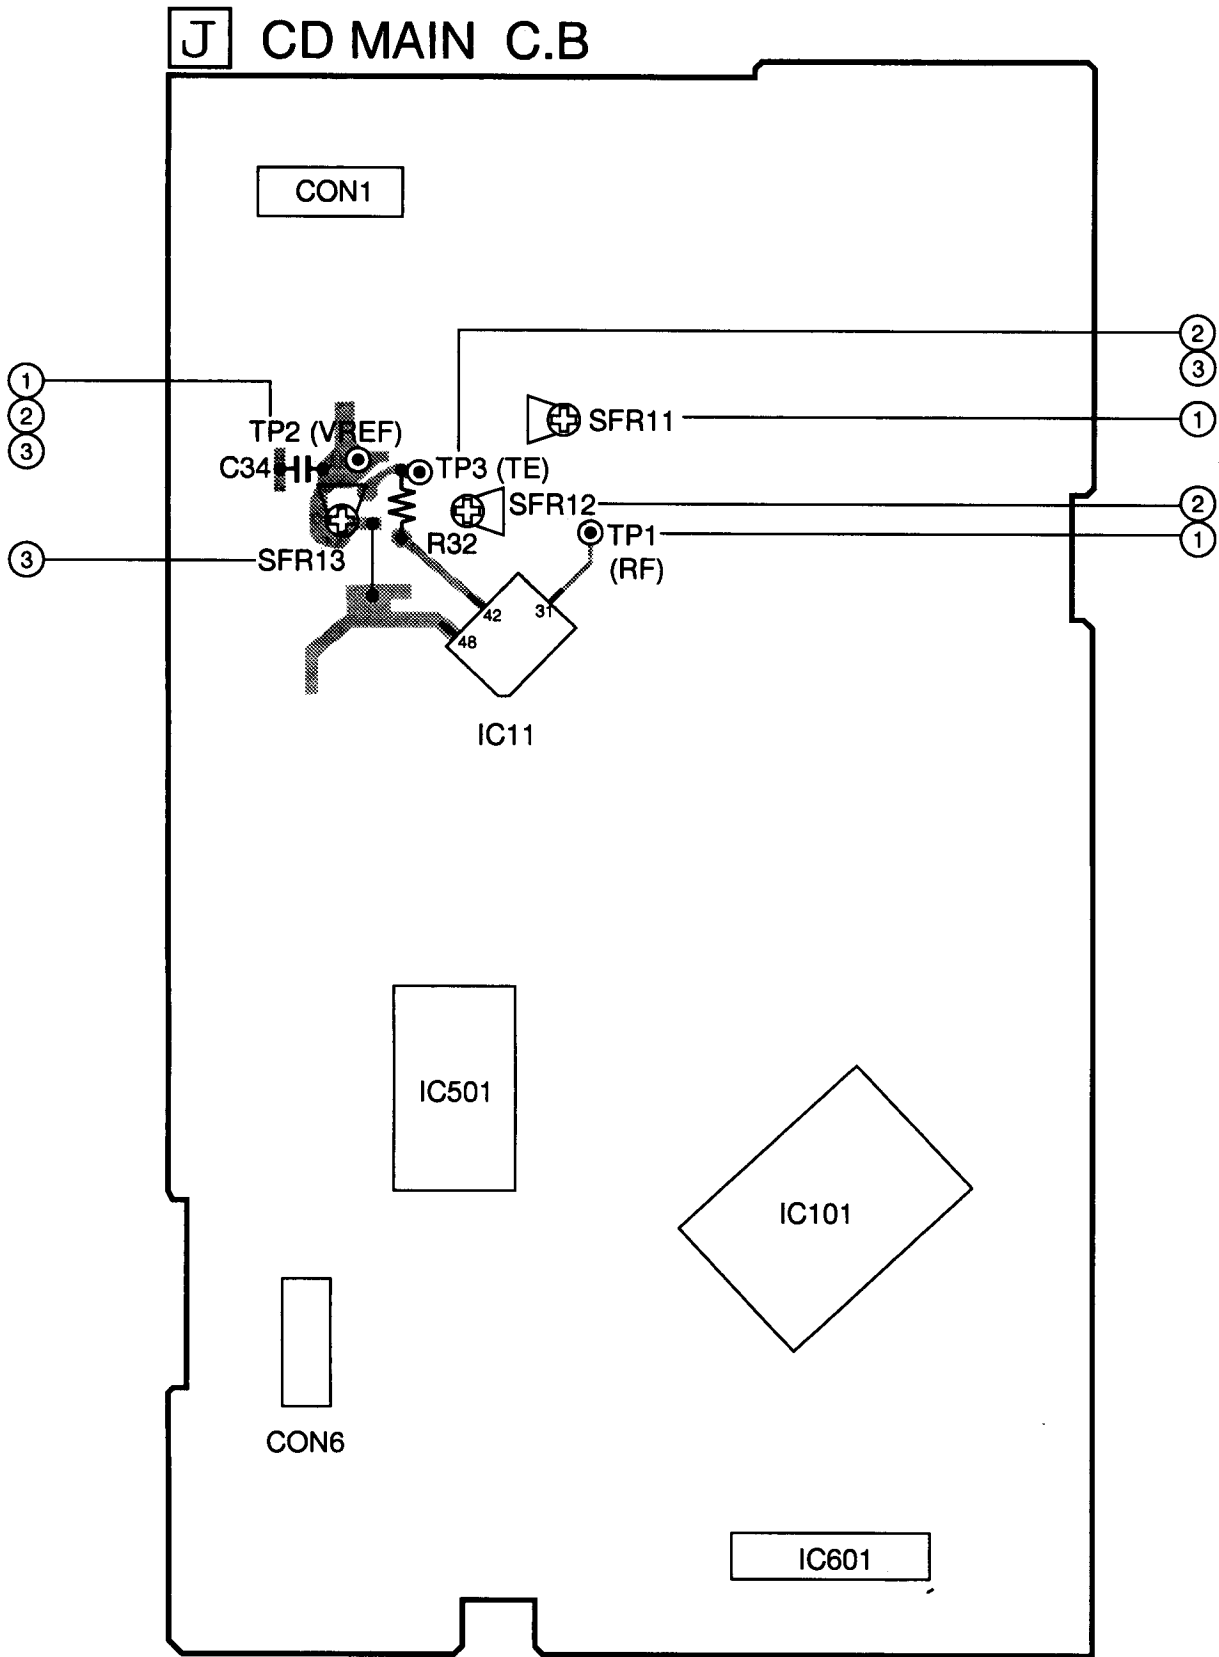 J CD MAIN C.B
CON1
2
3
1
2
3
SFR11
1
TP2 (VREF)
C34
TP3 (TE)
SFR12
2
R32
TP1
(RF)
1
SFR13
3
42
31
48
IC11
IC501
IC101
CON6
IC601